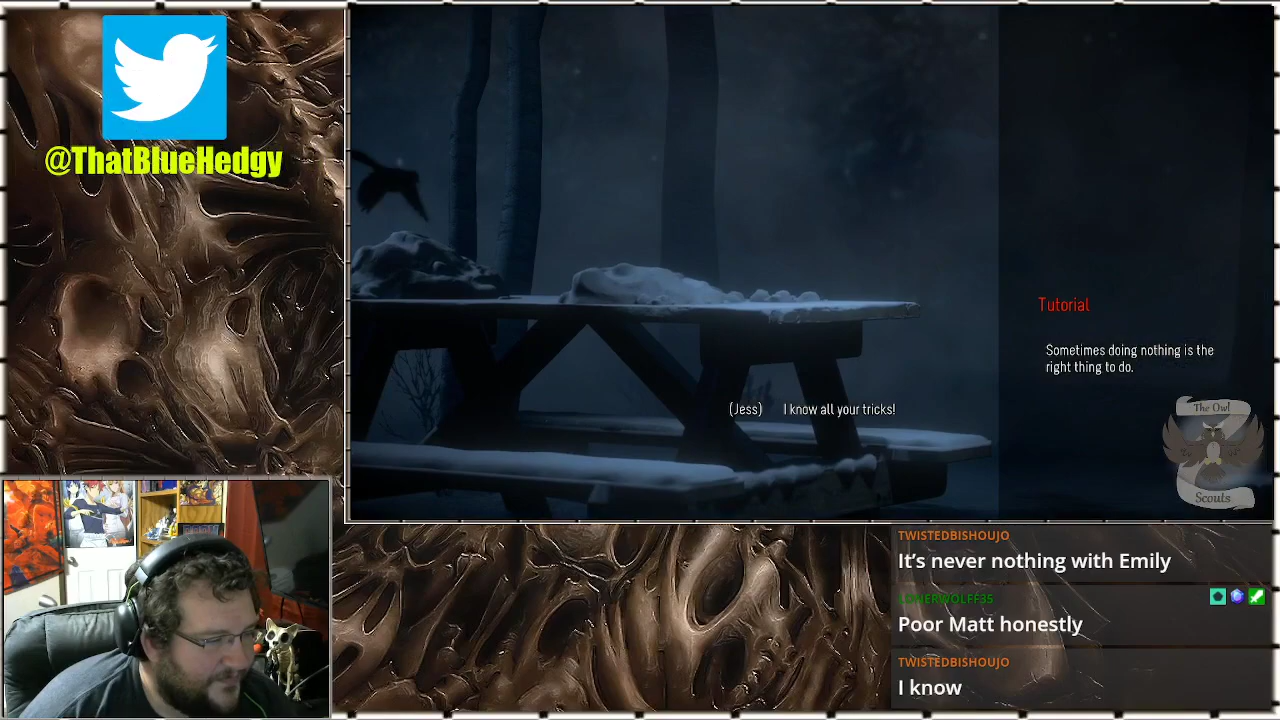 @ThatBlueHedgy
Tutorial
Sometimes doing nothing is the
right thing to do.
(Jess) I know all your tricks!
The Owl
Scouts
TWISTEDBISHOUJO
It's never nothing with Emily
Poor Matt honestly
TWISTEDBISHOUJO
I know